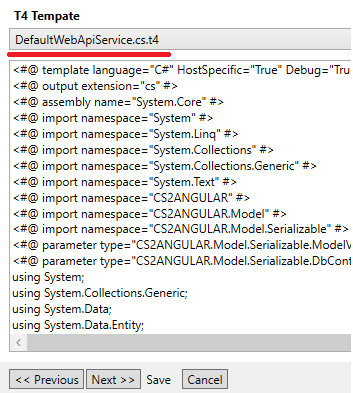 T4 Tempate
DefaultWebApiService.cs.t4
<#@ template language="C#" HostSpecific="True" Debug="Tru
<#@ output extension="cs" #>
<#@ assembly name="System.Core" #>
<#@ import namespace="System" #>
<#@ import namespace="System.Linq" #>
<#@ import namespace="System.Collections" #>
<#@ import namespace="System.Collections.Generic" #>
<#@ import namespace="System.Text" #>
<#@ import namespace="CS2ANGULAR" #>
<#@ import namespace="CS2ANGULAR.Model" #>
<#@ import namespace="CS2ANGULAR.Model.Serializable" #>
<#@ parameter type="CS2ANGULAR.Model.Serializable.ModelV
<#@ parameter type="CS2ANGULAR.Model.Serializable.DbCont
using System;
using System.Collections.Generic;
using System.Data;
using System.Data.Entity;
<< Previous Next >> Save Cancel